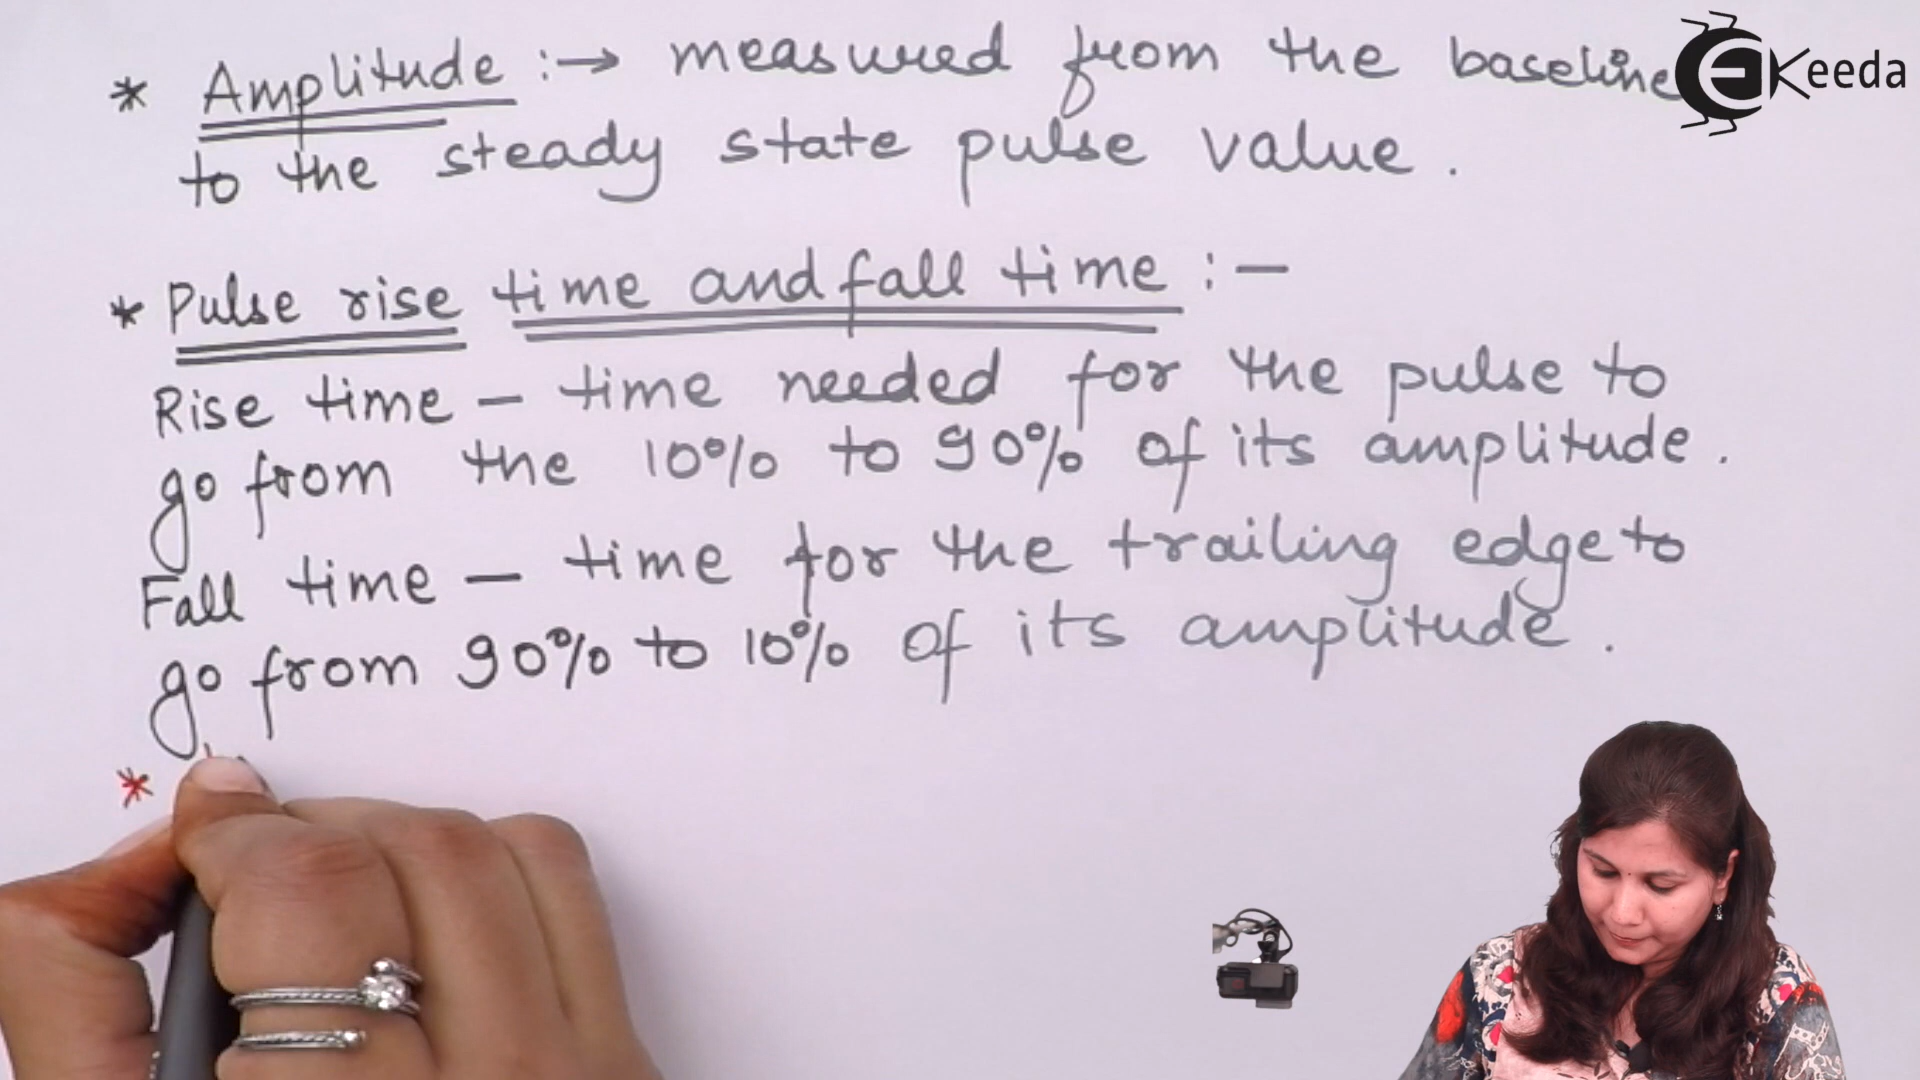 * Amplitude :→ measured from the baseline
to the steady state pulse value .
* Pulse rise time and fall time : —
Rise time — time needed for the pulse to
go from the 10% to 90% of its amplitude .
Fall time — time for the trailing edge to
go from 90% to 10% of its amplitude .
*
EKeeda